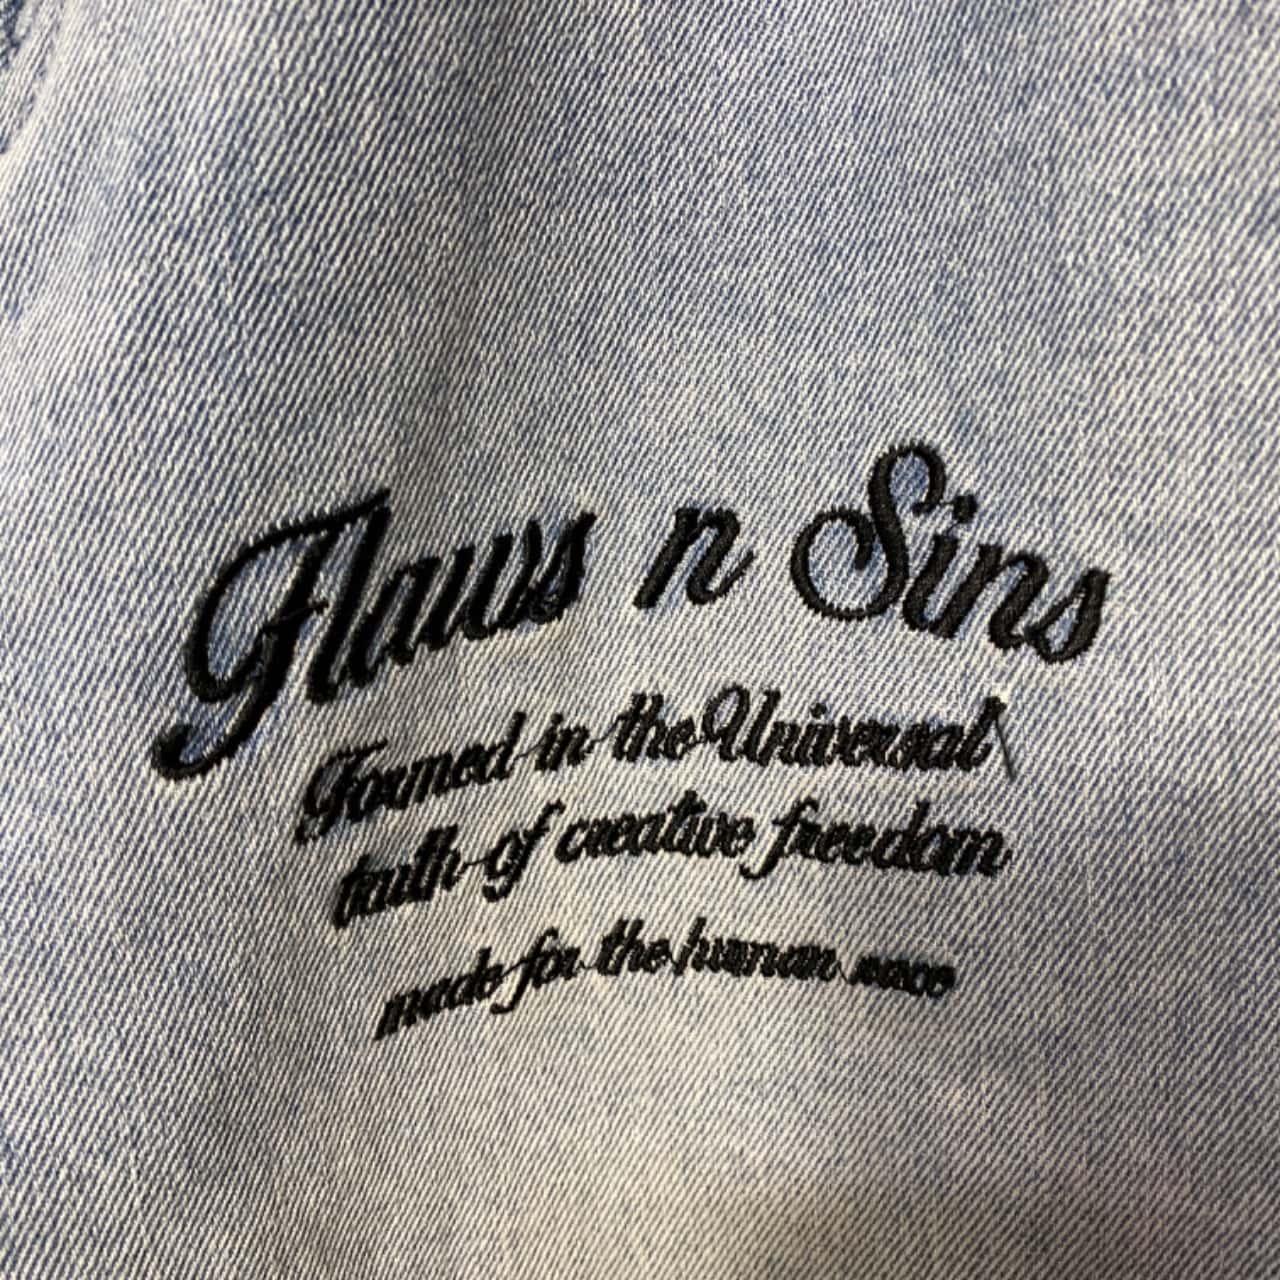 Flaws n Sins
Formed in the Universal
truth of creative freedom
made for the human race